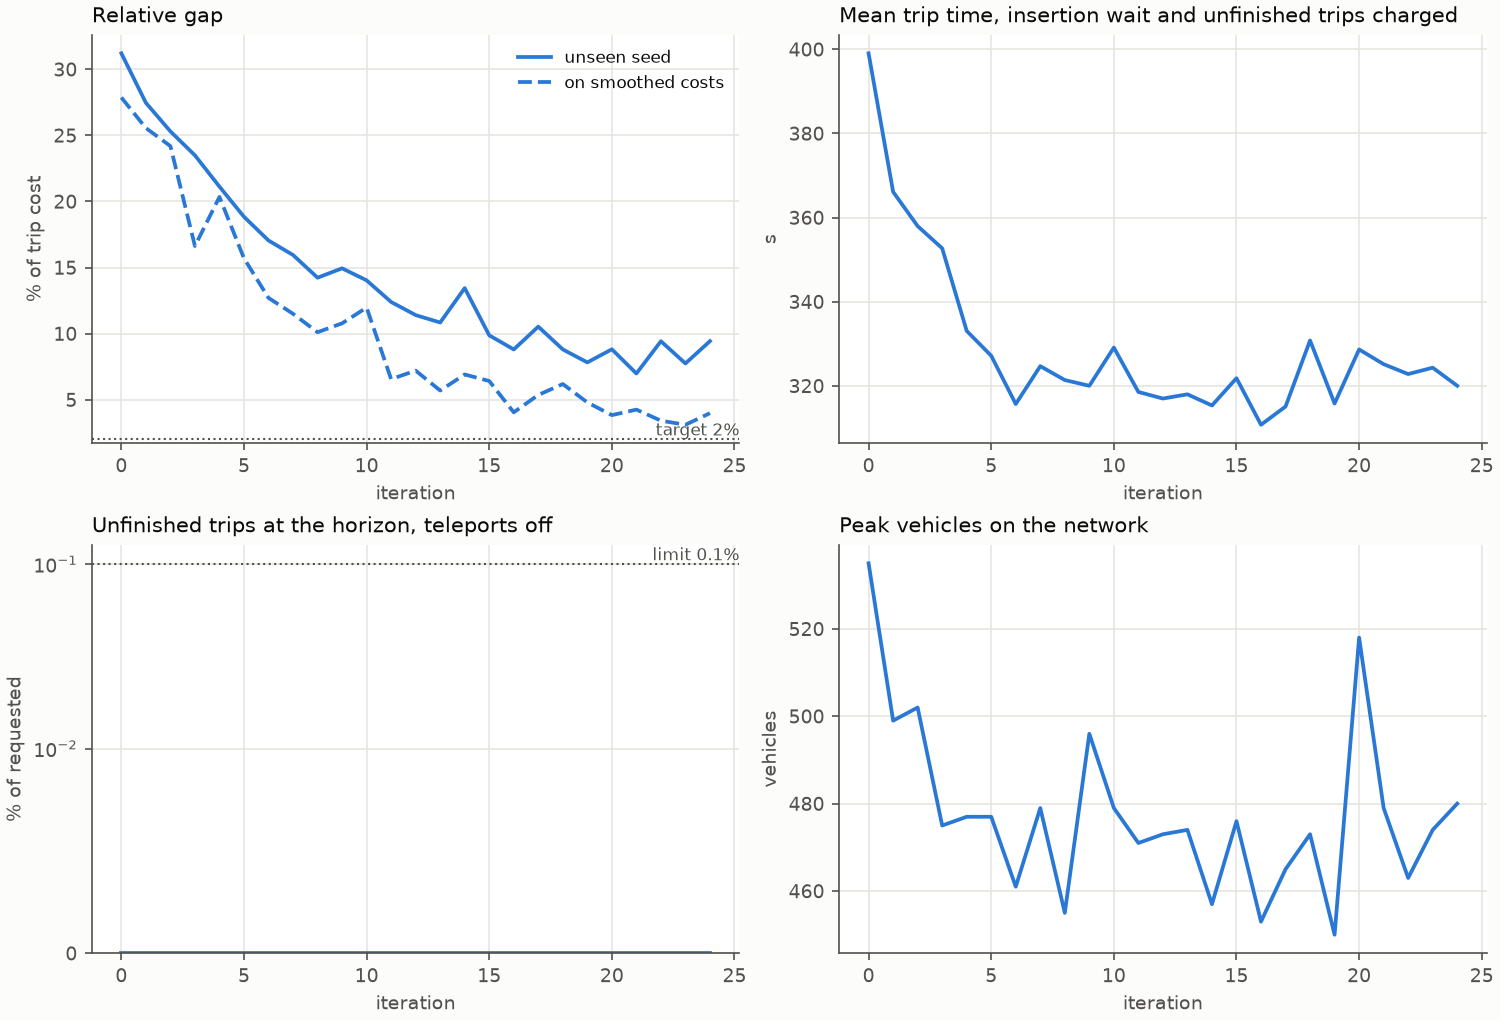 Relative gap
% of trip cost
30
25
20
15
10
5
unseen seed
on smoothed costs
target 2%
0 5 10 15 20 25
iteration
Mean trip time, insertion wait and unfinished trips charged
s
400
380
360
340
320
0 5 10 15 20 25
iteration
Unfinished trips at the horizon, teleports off
% of requested
10⁻¹
10⁻²
0
limit 0.1%
0 5 10 15 20 25
iteration
Peak vehicles on the network
vehicles
520
500
480
460
0 5 10 15 20 25
iteration